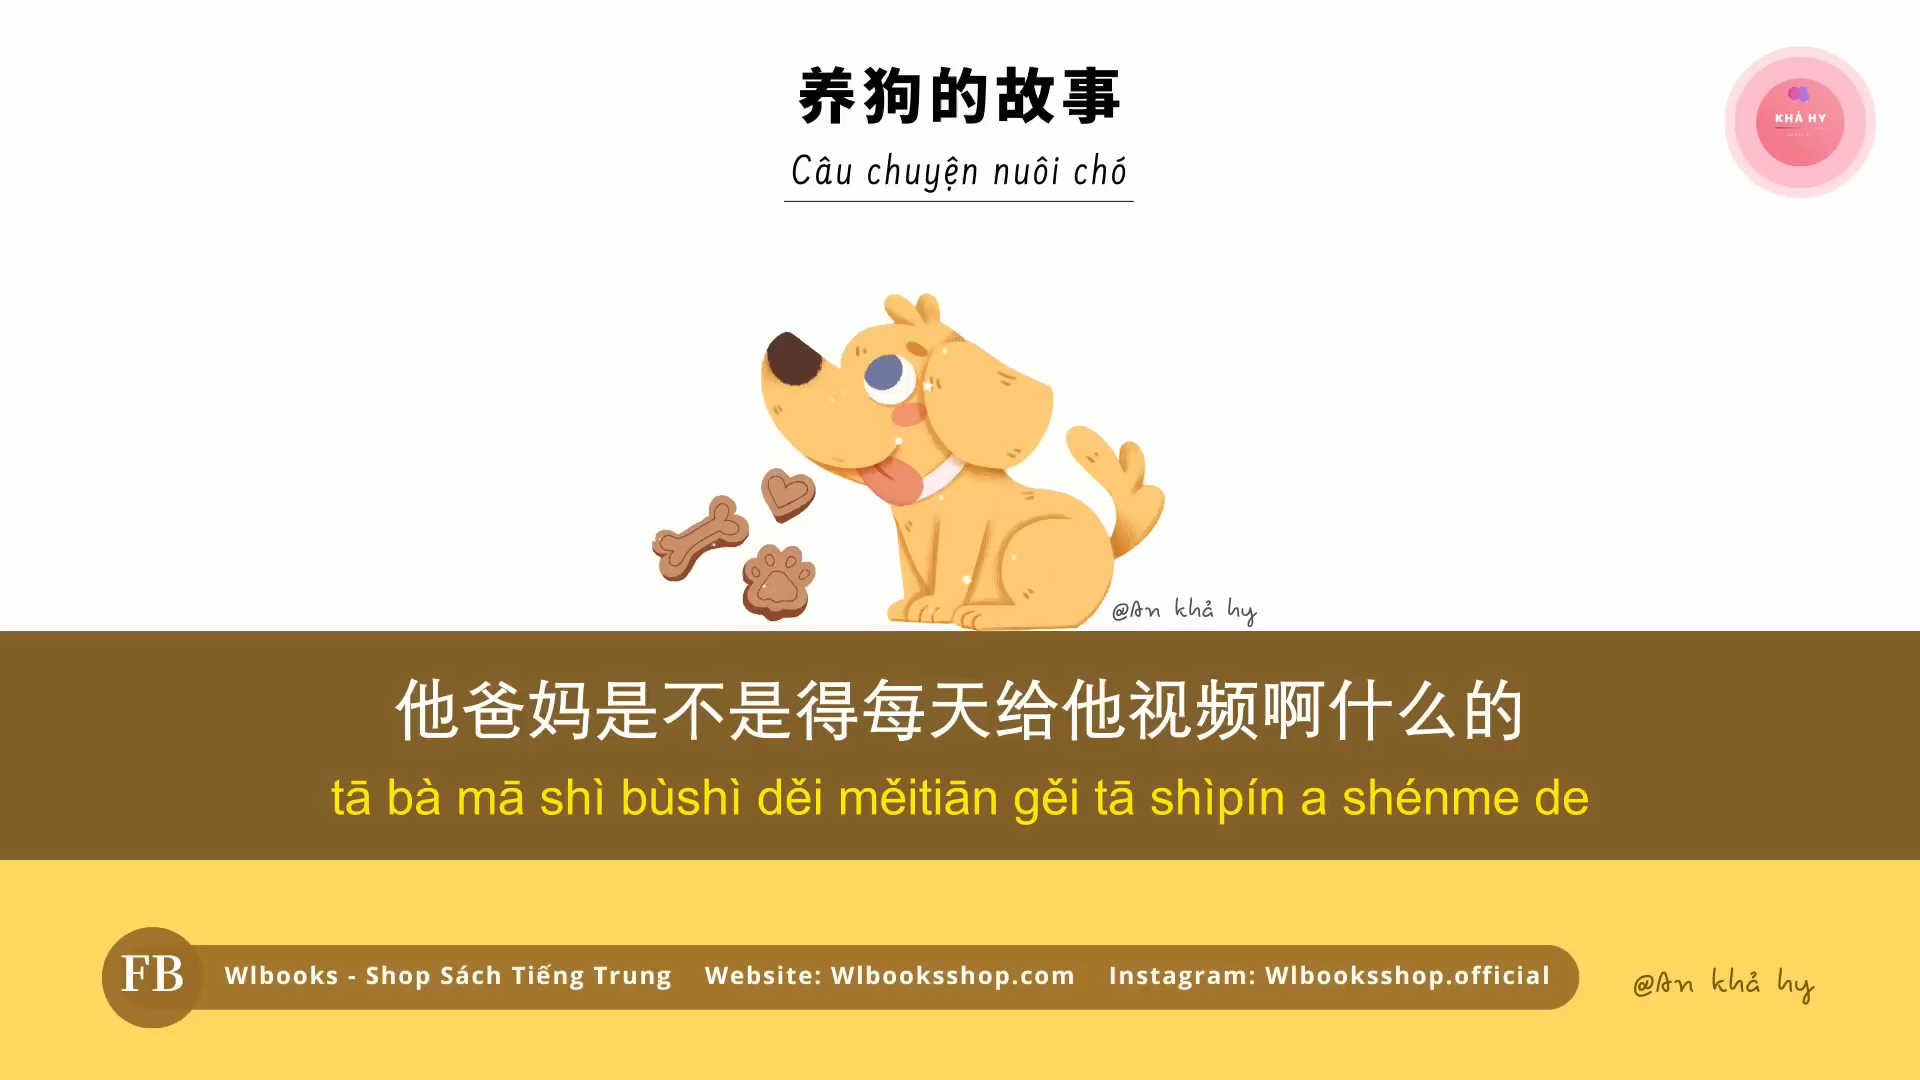 养狗的故事
Câu chuyện nuôi chó
KHẢ HY
@An khả hy
他爸妈是不是得每天给他视频啊什么的
tā bà mā shì bùshì děi měitiān gěi tā shìpín a shénme de
FB
Wlbooks - Shop Sách Tiếng Trung Website: Wlbooksshop.com Instagram: Wlbooksshop.official
@An khả hy